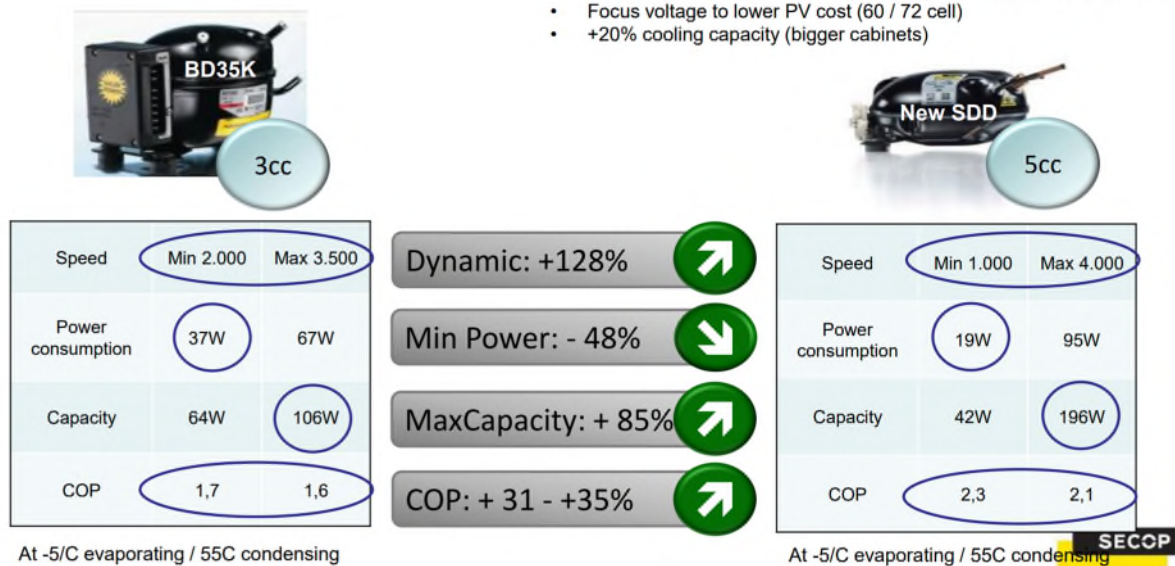 • Focus voltage to lower PV cost (60 / 72 cell)
• +20% cooling capacity (bigger cabinets)
BD35K
3cc
New SDD
5cc
Speed Min 2.000 Max 3.500
Power consumption 37W 67W
Capacity 64W 106W
COP 1,7 1,6
At -5/C evaporating / 55C condensing
Dynamic: +128%
Min Power: - 48%
MaxCapacity: + 85%
COP: + 31 - +35%
Speed Min 1.000 Max 4.000
Power consumption 19W 95W
Capacity 42W 196W
COP 2,3 2,1
At -5/C evaporating / 55C condensing
SECOP